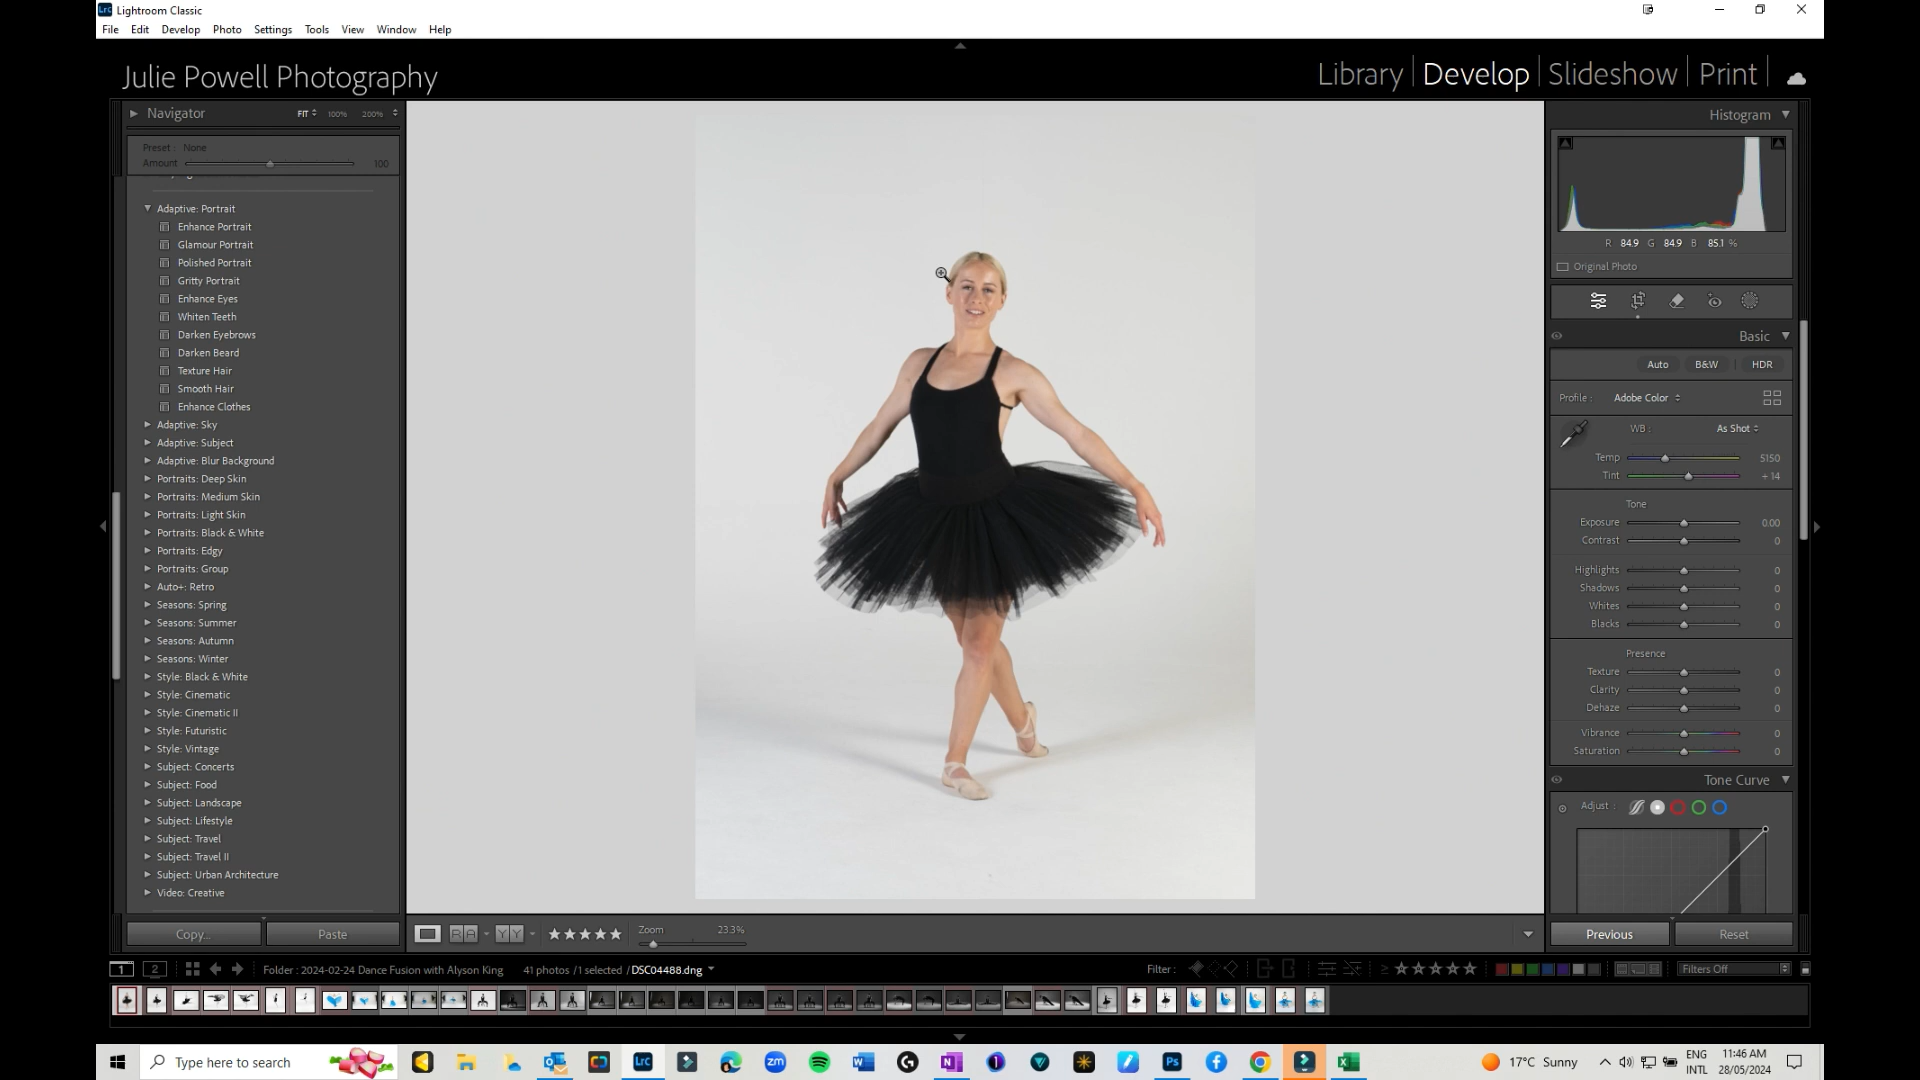 Lrc Lightroom Classic
File Edit Develop Photo Settings Tools View Window Help
Julie Powell Photography
Library Develop Slideshow Print
Navigator FIT 100% 200%
Preset : None
Amount 100
Adaptive: Portrait
Enhance Portrait
Glamour Portrait
Polished Portrait
Gritty Portrait
Enhance Eyes
Whiten Teeth
Darken Eyebrows
Darken Beard
Texture Hair
Smooth Hair
Enhance Clothes
Adaptive: Sky
Adaptive: Subject
Adaptive: Blur Background
Portraits: Deep Skin
Portraits: Medium Skin
Portraits: Light Skin
Portraits: Black & White
Portraits: Edgy
Portraits: Group
Auto+: Retro
Seasons: Spring
Seasons: Summer
Seasons: Autumn
Seasons: Winter
Style: Black & White
Style: Cinematic
Style: Cinematic II
Style: Futuristic
Style: Vintage
Subject: Concerts
Subject: Food
Subject: Landscape
Subject: Lifestyle
Subject: Travel
Subject: Travel II
Subject: Urban Architecture
Video: Creative
Copy... Paste
Histogram
R 84.9 G 84.9 B 85.1 %
Original Photo
Basic
Auto B&W HDR
Profile : Adobe Color
WB : As Shot
Temp 5150
Tint + 14
Tone
Exposure 0.00
Contrast 0
Highlights 0
Shadows 0
Whites 0
Blacks 0
Presence
Texture 0
Clarity 0
Dehaze 0
Vibrance 0
Saturation 0
Tone Curve
Adjust :
Previous Reset
R A Y Y Zoom 23.3%
1 2 Folder : 2024-02-24 Dance Fusion with Alyson King 41 photos / 1 selected / DSC04488.dng Filter : Filters Off
Type here to search
17°C Sunny
ENG
INTL
11:46 AM
28/05/2024